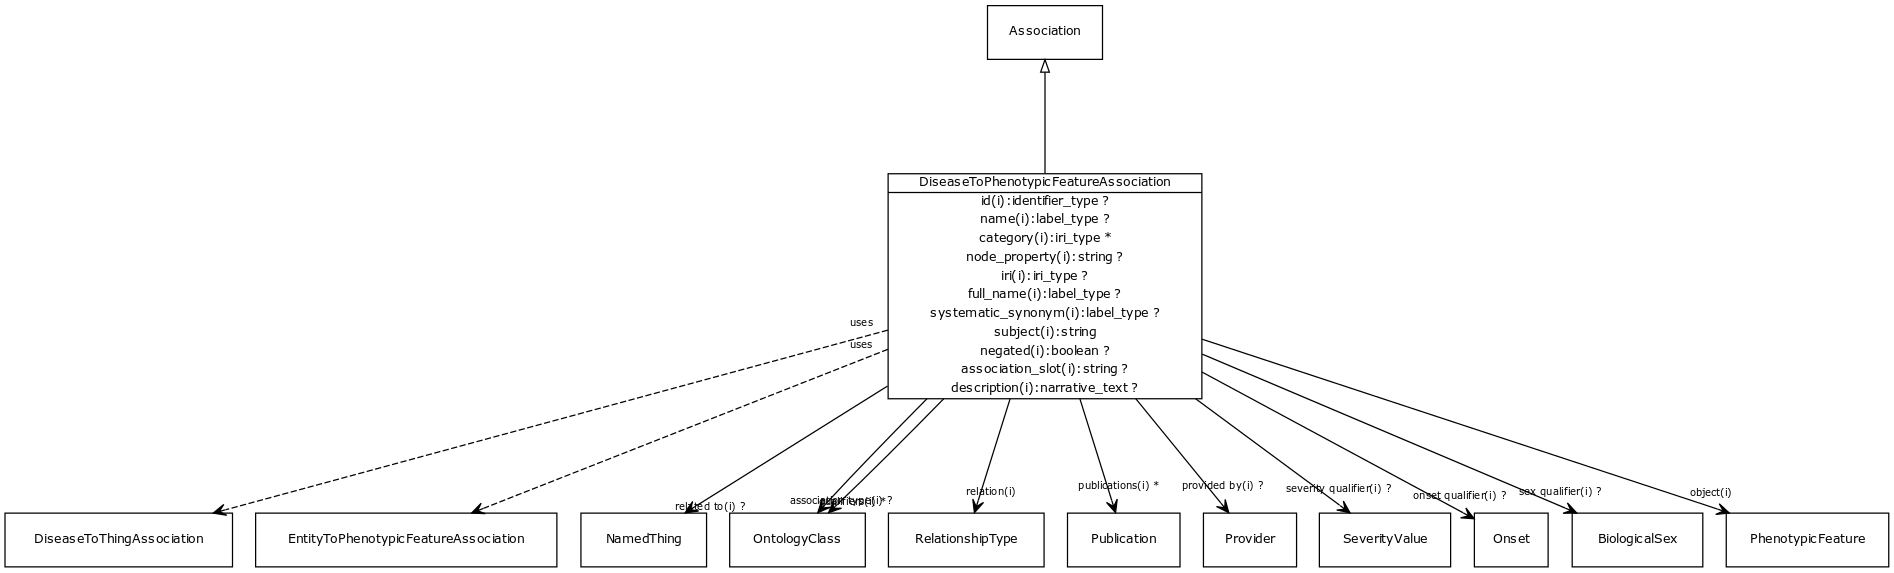 Association
DiseaseToPhenotypicFeatureAssociation
id(i):identifier_type ?
name(i):label_type ?
category(i):iri_type *
node_property(i):string ?
iri(i):iri_type ?
full_name(i):label_type ?
systematic_synonym(i):label_type ?
subject(i):string
negated(i):boolean ?
association_slot(i):string ?
description(i):narrative_text ?
uses
uses
related to(i) ?
association type(i) ?
relation(i)
publications(i) *
provided by(i) ?
severity qualifier(i) ?
onset qualifier(i) ?
sex qualifier(i) ?
object(i)
DiseaseToThingAssociation
EntityToPhenotypicFeatureAssociation
NamedThing
OntologyClass
RelationshipType
Publication
Provider
SeverityValue
Onset
BiologicalSex
PhenotypicFeature